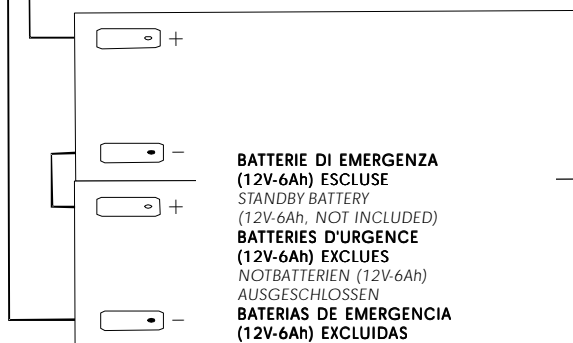 +
−
BATTERIE DI EMERGENZA
(12V-6Ah) ESCLUSE
STANDBY BATTERY
(12V-6Ah, NOT INCLUDED)
+
BATTERIES D'URGENCE
(12V-6Ah) EXCLUES
NOTBATTERIEN (12V-6Ah)
AUSGESCHLOSSEN
BATERIAS DE EMERGENCIA
−
(12V-6Ah) EXCLUIDAS